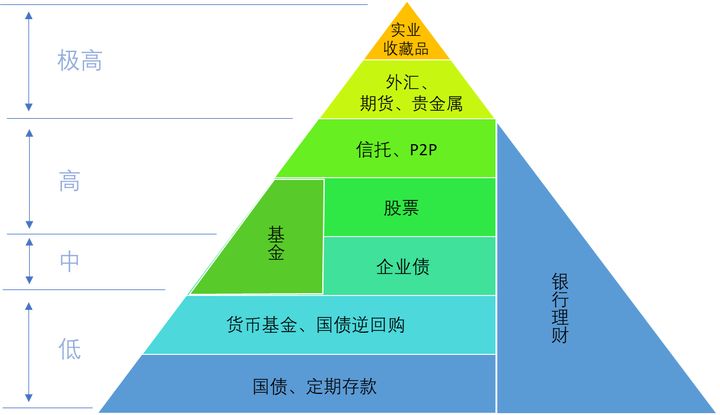 极高
实业
收藏品
外汇、
期货、贵金属
高
信托、P2P
股票
基金
中
企业债
银行理财
货币基金、国债逆回购
低
国债、定期存款